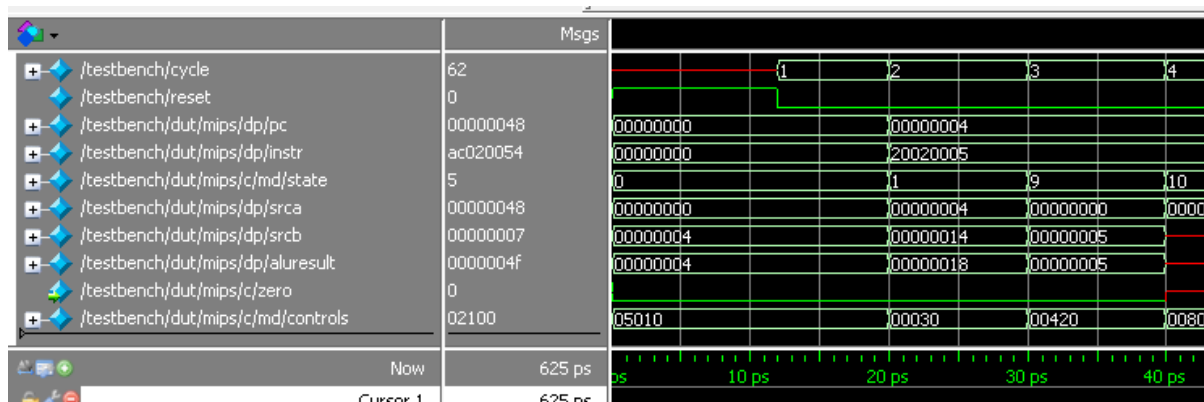 Msgs
/testbench/cycle 62 1 2 3 4
/testbench/reset 0
/testbench/dut/mips/dp/pc 00000048 00000000 00000004
/testbench/dut/mips/dp/instr ac020054 00000000 20020005
/testbench/dut/mips/c/md/state 5 0 1 9 10
/testbench/dut/mips/dp/srca 00000048 00000000 00000004 00000000 0000
/testbench/dut/mips/dp/srcb 00000007 00000004 00000014 00000005
/testbench/dut/mips/dp/aluresult 0000004f 00000004 00000018 00000005
/testbench/dut/mips/c/zero 0
/testbench/dut/mips/c/md/controls 02100 05010 00030 00420 0080
Now 625 ps ps 10 ps 20 ps 30 ps 40 ps
Cursor 1 625 ps